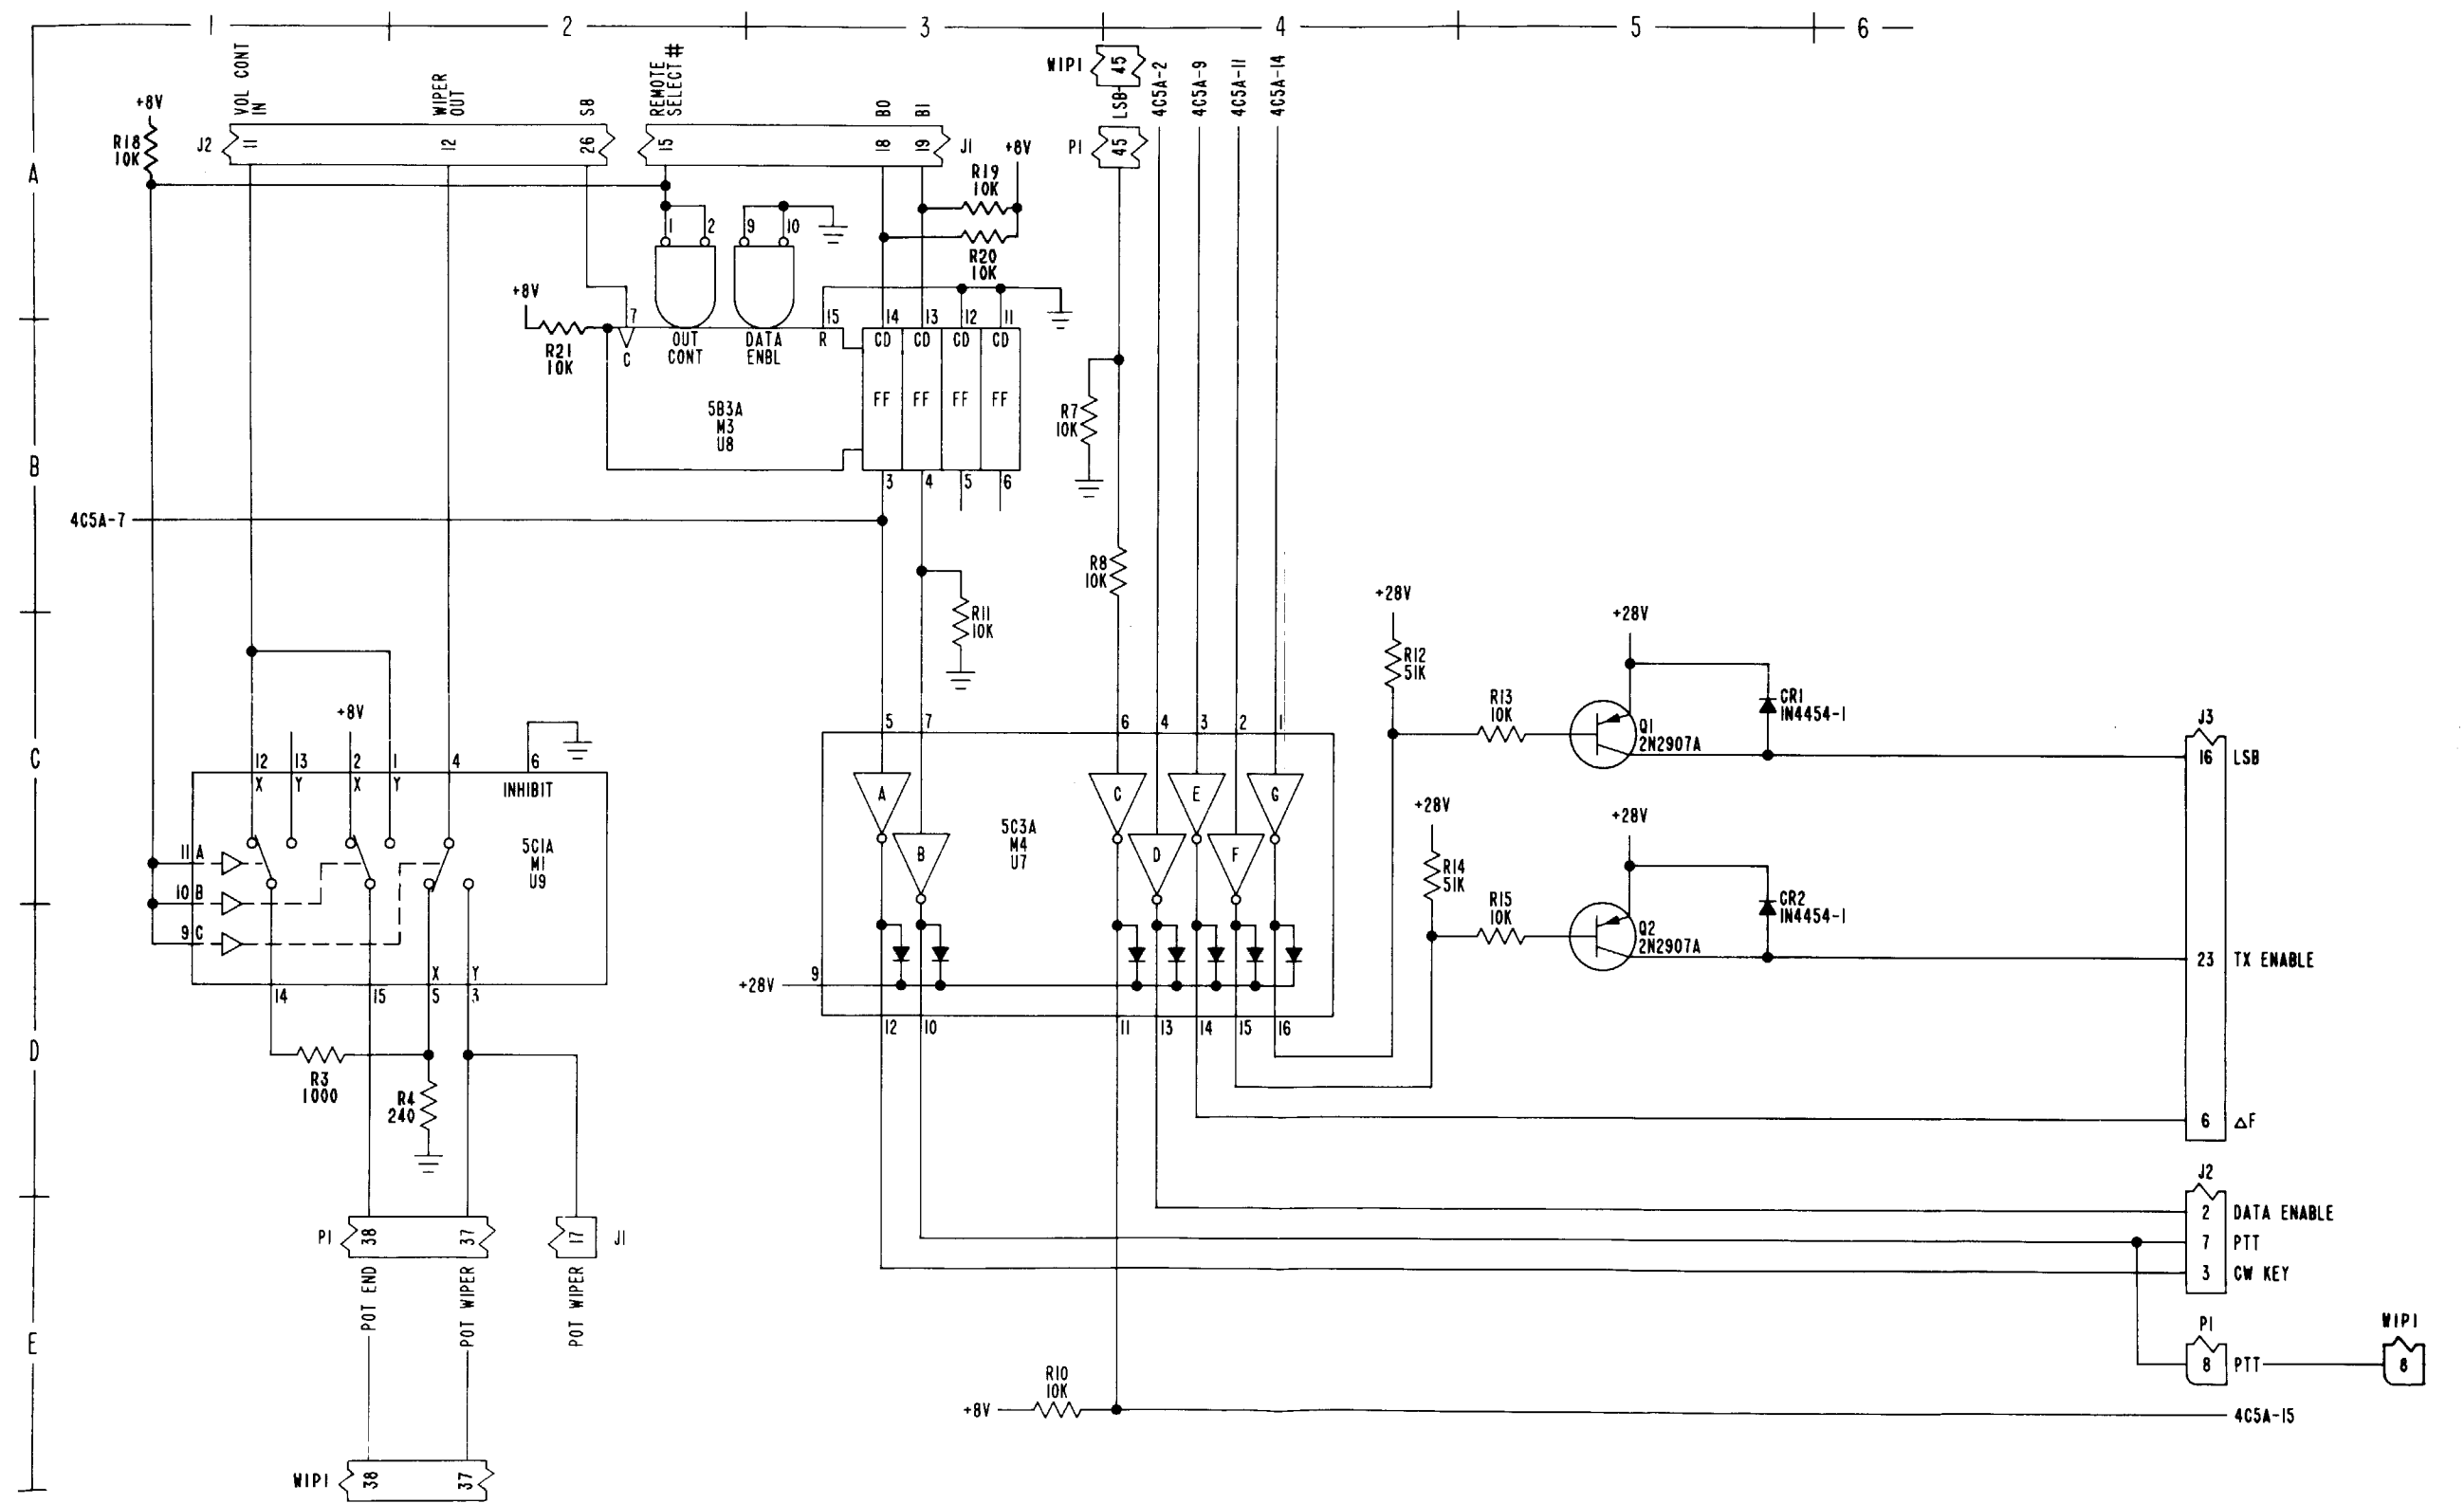 1 2 3 4 5 6
A
B
C
D
E
+8V
R18
10K
VOL CONT
IN
WIPER
OUT
SB
J2
11
12
26
REMOTE
SELECT#
B0
B1
15
18
19
J1
+8V
R19
10K
R20
10K
W1P1
45
LSB
P1
45
4C5A-2
4C5A-9
4C5A-11
4C5A-14
1
2
9
10
+8V
R21
10K
7
C
OUT
CONT
DATA
ENBL
15
R
14
13
12
11
CD
CD
CD
CD
FF
FF
FF
FF
5B3A
M3
U8
3
4
5
6
R7
10K
4C5A-7
R8
10K
R11
10K
+28V
R12
51K
+28V
R13
10K
Q1
2N2907A
CR1
1N4454-1
J3
16
LSB
+8V
12
13
2
1
4
6
X
Y
X
Y
INHIBIT
11
A
10
B
9
C
5C1A
M1
U9
X
Y
14
15
5
3
5
7
6
4
3
2
1
A
B
C
D
E
F
G
5C3A
M4
U7
+28V
9
12
10
11
13
14
15
16
+28V
R14
51K
+28V
R15
10K
Q2
2N2907A
CR2
1N4454-1
23
TX ENABLE
R3
1000
R4
240
6
△F
J2
2
DATA ENABLE
7
PTT
3
CW KEY
P1
38
37
17
J1
POT END
POT WIPER
POT WIPER
P1
8
PTT
W1P1
8
R10
10K
+8V
4C5A-15
W1P1
38
37